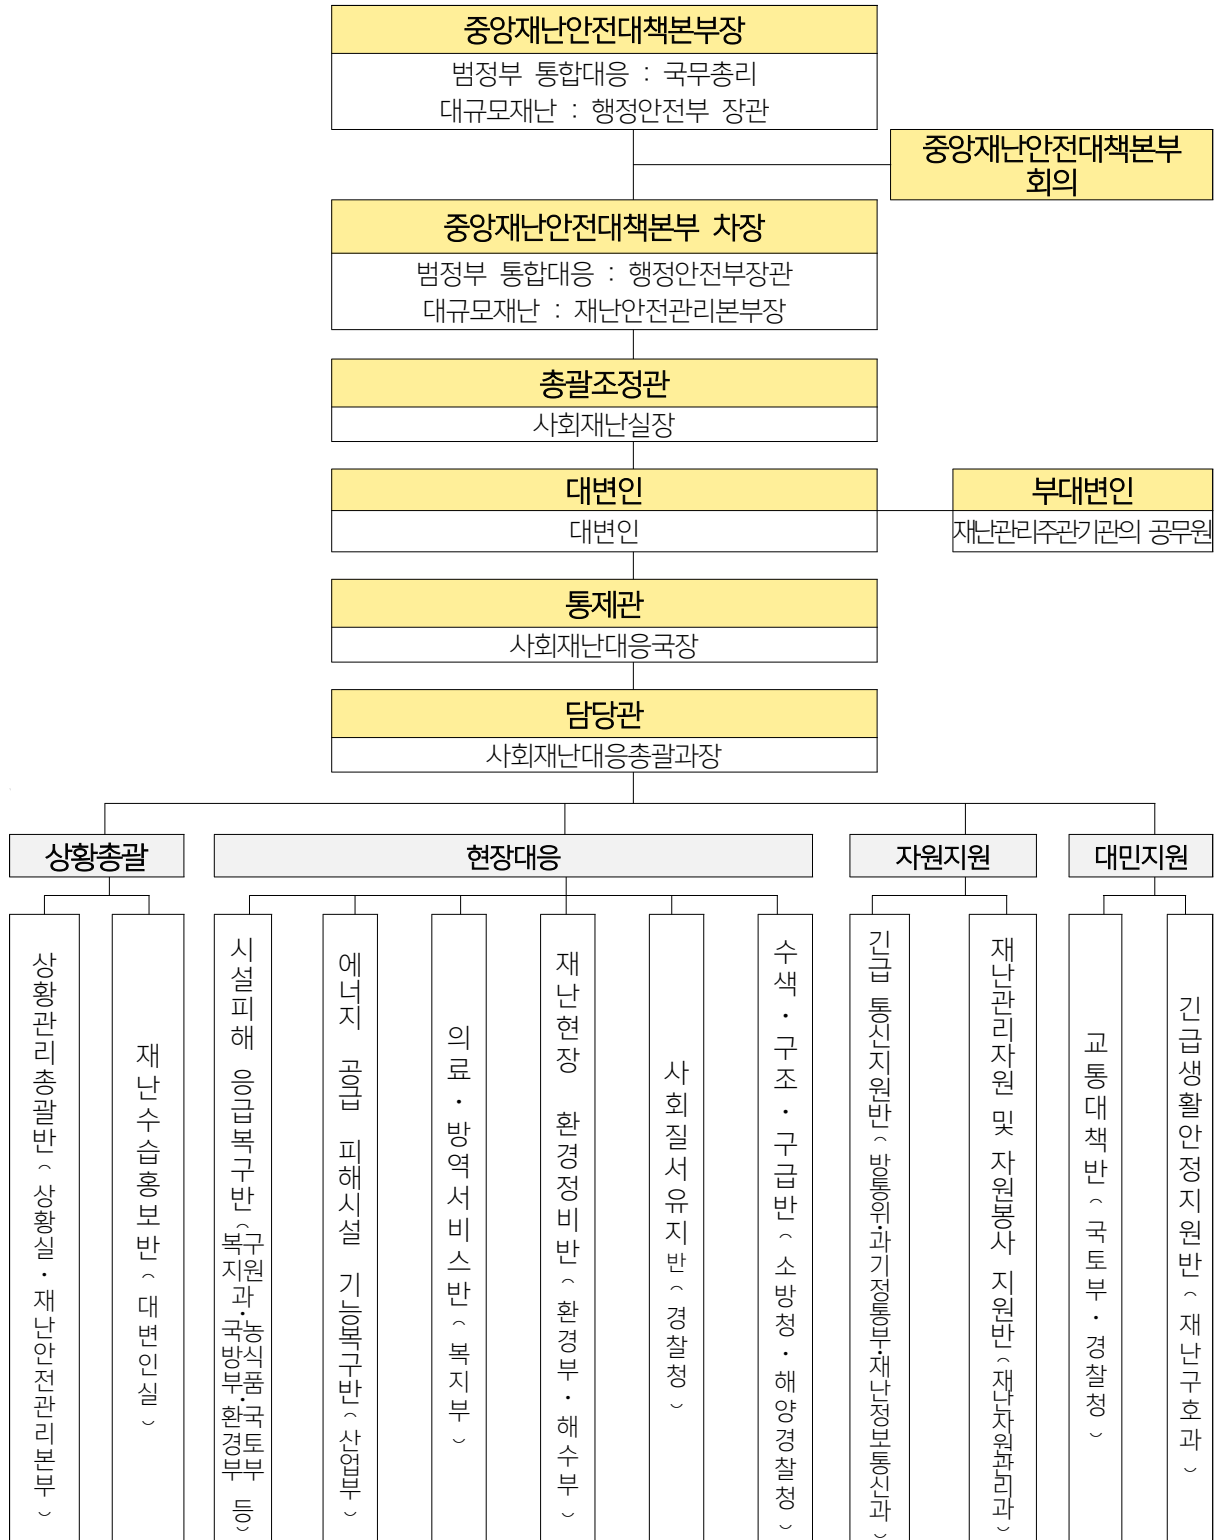 중앙재난안전대책본부장
범정부 통합대응 : 국무총리
대규모재난 : 행정안전부 장관
중앙재난안전대책본부
회의
중앙재난안전대책본부 차장
범정부 통합대응 : 행정안전부장관
대규모재난 : 재난안전관리본부장
총괄조정관
사회재난실장
대변인
대변인
부대변인
재난관리주관기관의 공무원
통제관
사회재난대응국장
담당관
사회재난대응총괄과장
상황총괄
현장대응
자원지원
대민지원
상황관리총괄반(상황실·재난안전관리본부)
재난수습홍보반(대변인실)
시설피해 응급복구반(복구지원과·농식품·국토부·국방부·환경부 등)
에너지 공급 피해시설 기능복구반(산업부)
의료·방역서비스반(복지부)
재난현장 환경정비반(환경부·해수부)
사회질서유지반(경찰청)
수색·구조·구급반(소방청·해양경찰청)
긴급 통신지원반(방통위·과기정통부·재난정보통신과)
재난관리자원 및 자원봉사 지원반(재난자원관리과)
교통대책반(국토부·경찰청)
긴급생활안정지원반(재난구호과)